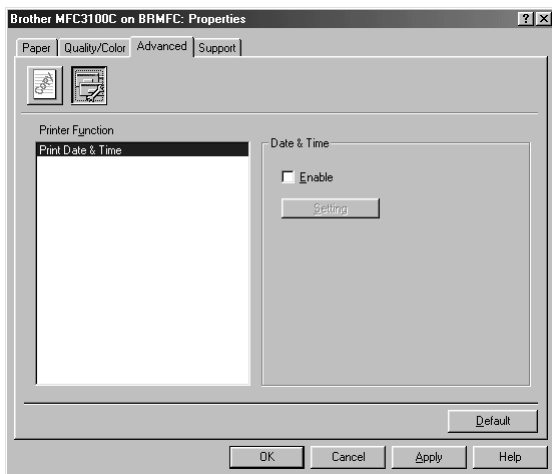 Brother MFC3100C on BRMFC: Properties
Paper Quality/Color Advanced Support
Copy
Printer Function
Print Date & Time
Date & Time
Enable
Setting
Default
OK Cancel Apply Help